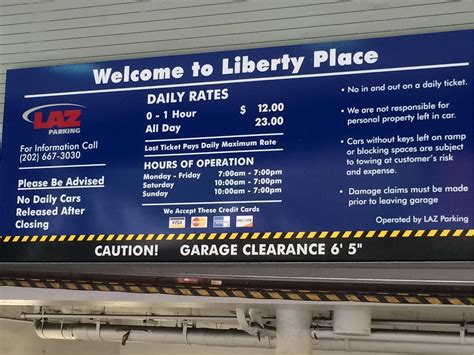 Welcome to Liberty Place
LAZ
PARKING
For Information Call
(202) 667-3030
Please Be Advised
No Daily Cars
Released After
Closing
DAILY RATES
0 - 1 Hour $ 12.00
All Day 23.00
Lost Ticket Pays Daily Maximum Rate
HOURS OF OPERATION
Monday - Friday 7:00am - 7:00pm
Saturday 10:00am - 7:00pm
Sunday 10:00am - 7:00pm
We Accept These Credit Cards
VISA
DISCOVER
• No in and out on a daily ticket.
• We are not responsible for
personal property left in car.
• Cars without keys left on ramp
or blocking spaces are subject
to towing at customer's risk
and expense.
• Damage claims must be made
prior to leaving garage
Operated by LAZ Parking
CAUTION! GARAGE CLEARANCE 6' 5"